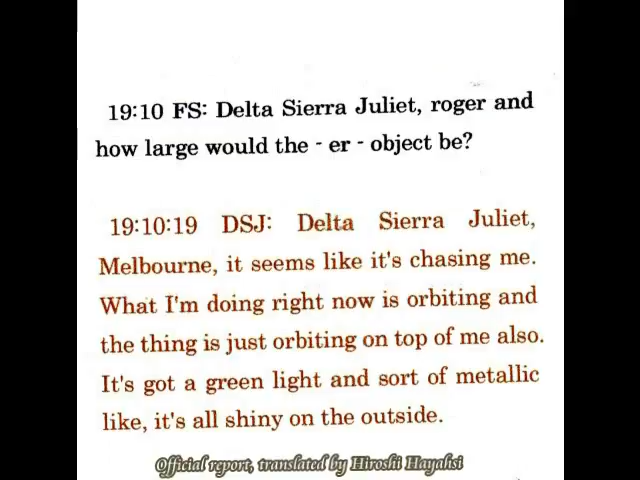 19:10 FS: Delta Sierra Juliet, roger and
how large would the - er - object be?
19:10:19 DSJ: Delta Sierra Juliet,
Melbourne, it seems like it's chasing me.
What I'm doing right now is orbiting and
the thing is just orbiting on top of me also.
It's got a green light and sort of metallic
like, it's all shiny on the outside.
Official report, translated by Hiroshi Hayahsi